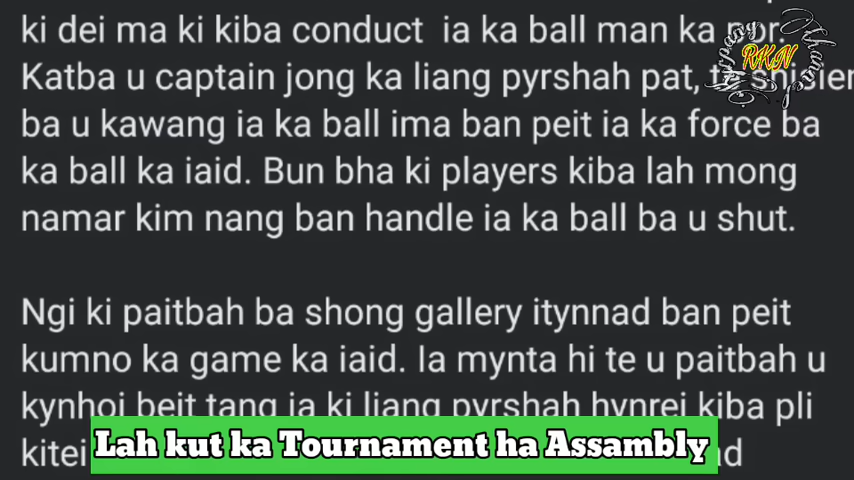 ki dei ma ki kiba conduct ia ka ball man ka por.
Katba u captain jong ka liang pyrshah pat,
ba u kawang ia ka ball ima ban peit ia ka force ba
ka ball ka iaid. Bun bha ki players kiba lah mong
namar kim nang ban handle ia ka ball ba u shut.
Ngi ki paitbah ba shong gallery itynnad ban peit
kumno ka game ka iaid. Ia mynta hi te u paitbah u
kynhoi beit tang ia ki liang pyrshah hynrei kiba pli
kitei
Lah kut ka Tournament ha Assambly
RKN